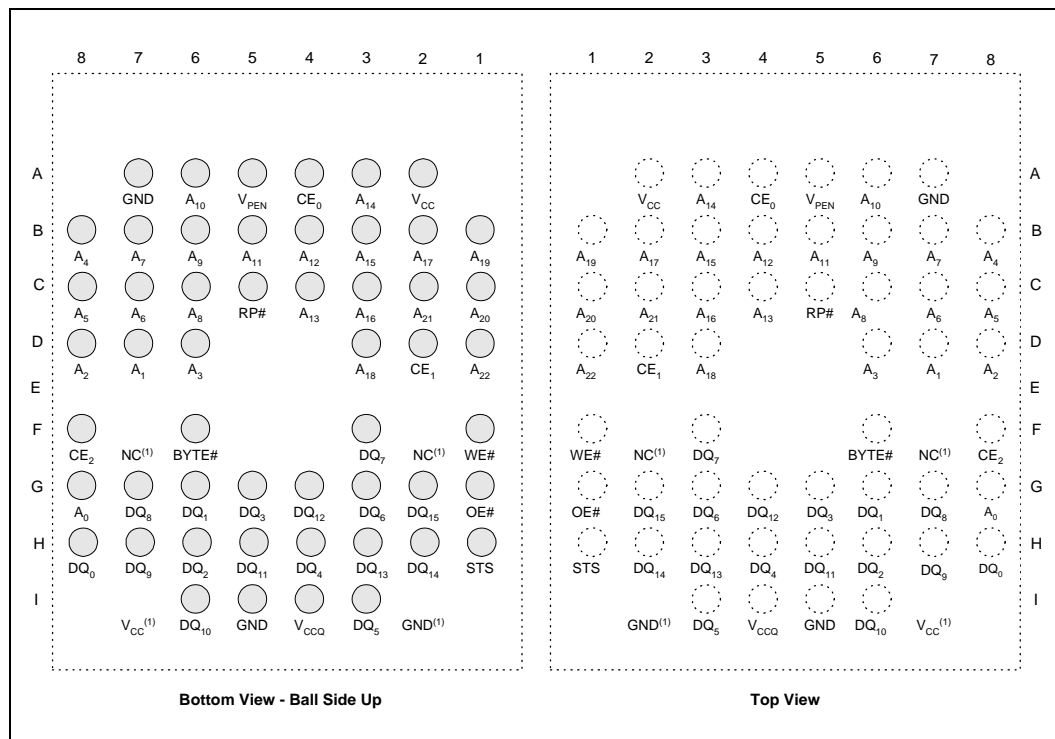 8 7 6 5 4 3 2 1 1 2 3 4 5 6 7 8
A A
GND A10 VPEN CE0 A14 VCC VCC A14 CE0 VPEN A10 GND
B B
A4 A7 A9 A11 A12 A15 A17 A19 A19 A17 A15 A12 A11 A9 A7 A4
C C
A5 A6 A8 RP# A13 A16 A21 A20 A20 A21 A16 A13 RP# A8 A6 A5
D D
A2 A1 A3 A18 CE1 A22 A22 CE1 A18 A3 A1 A2
E E
F F
CE2 NC(1) BYTE# DQ7 NC(1) WE# WE# NC(1) DQ7 BYTE# NC(1) CE2
G G
A0 DQ8 DQ1 DQ3 DQ12 DQ6 DQ15 OE# OE# DQ15 DQ6 DQ12 DQ3 DQ1 DQ8 A0
H H
DQ0 DQ9 DQ2 DQ11 DQ4 DQ13 DQ14 STS STS DQ14 DQ13 DQ4 DQ11 DQ2 DQ9 DQ0
I I
VCC(1) DQ10 GND VCCQ DQ5 GND(1) GND(1) DQ5 VCCQ GND DQ10 VCC(1)
Bottom View - Ball Side Up Top View